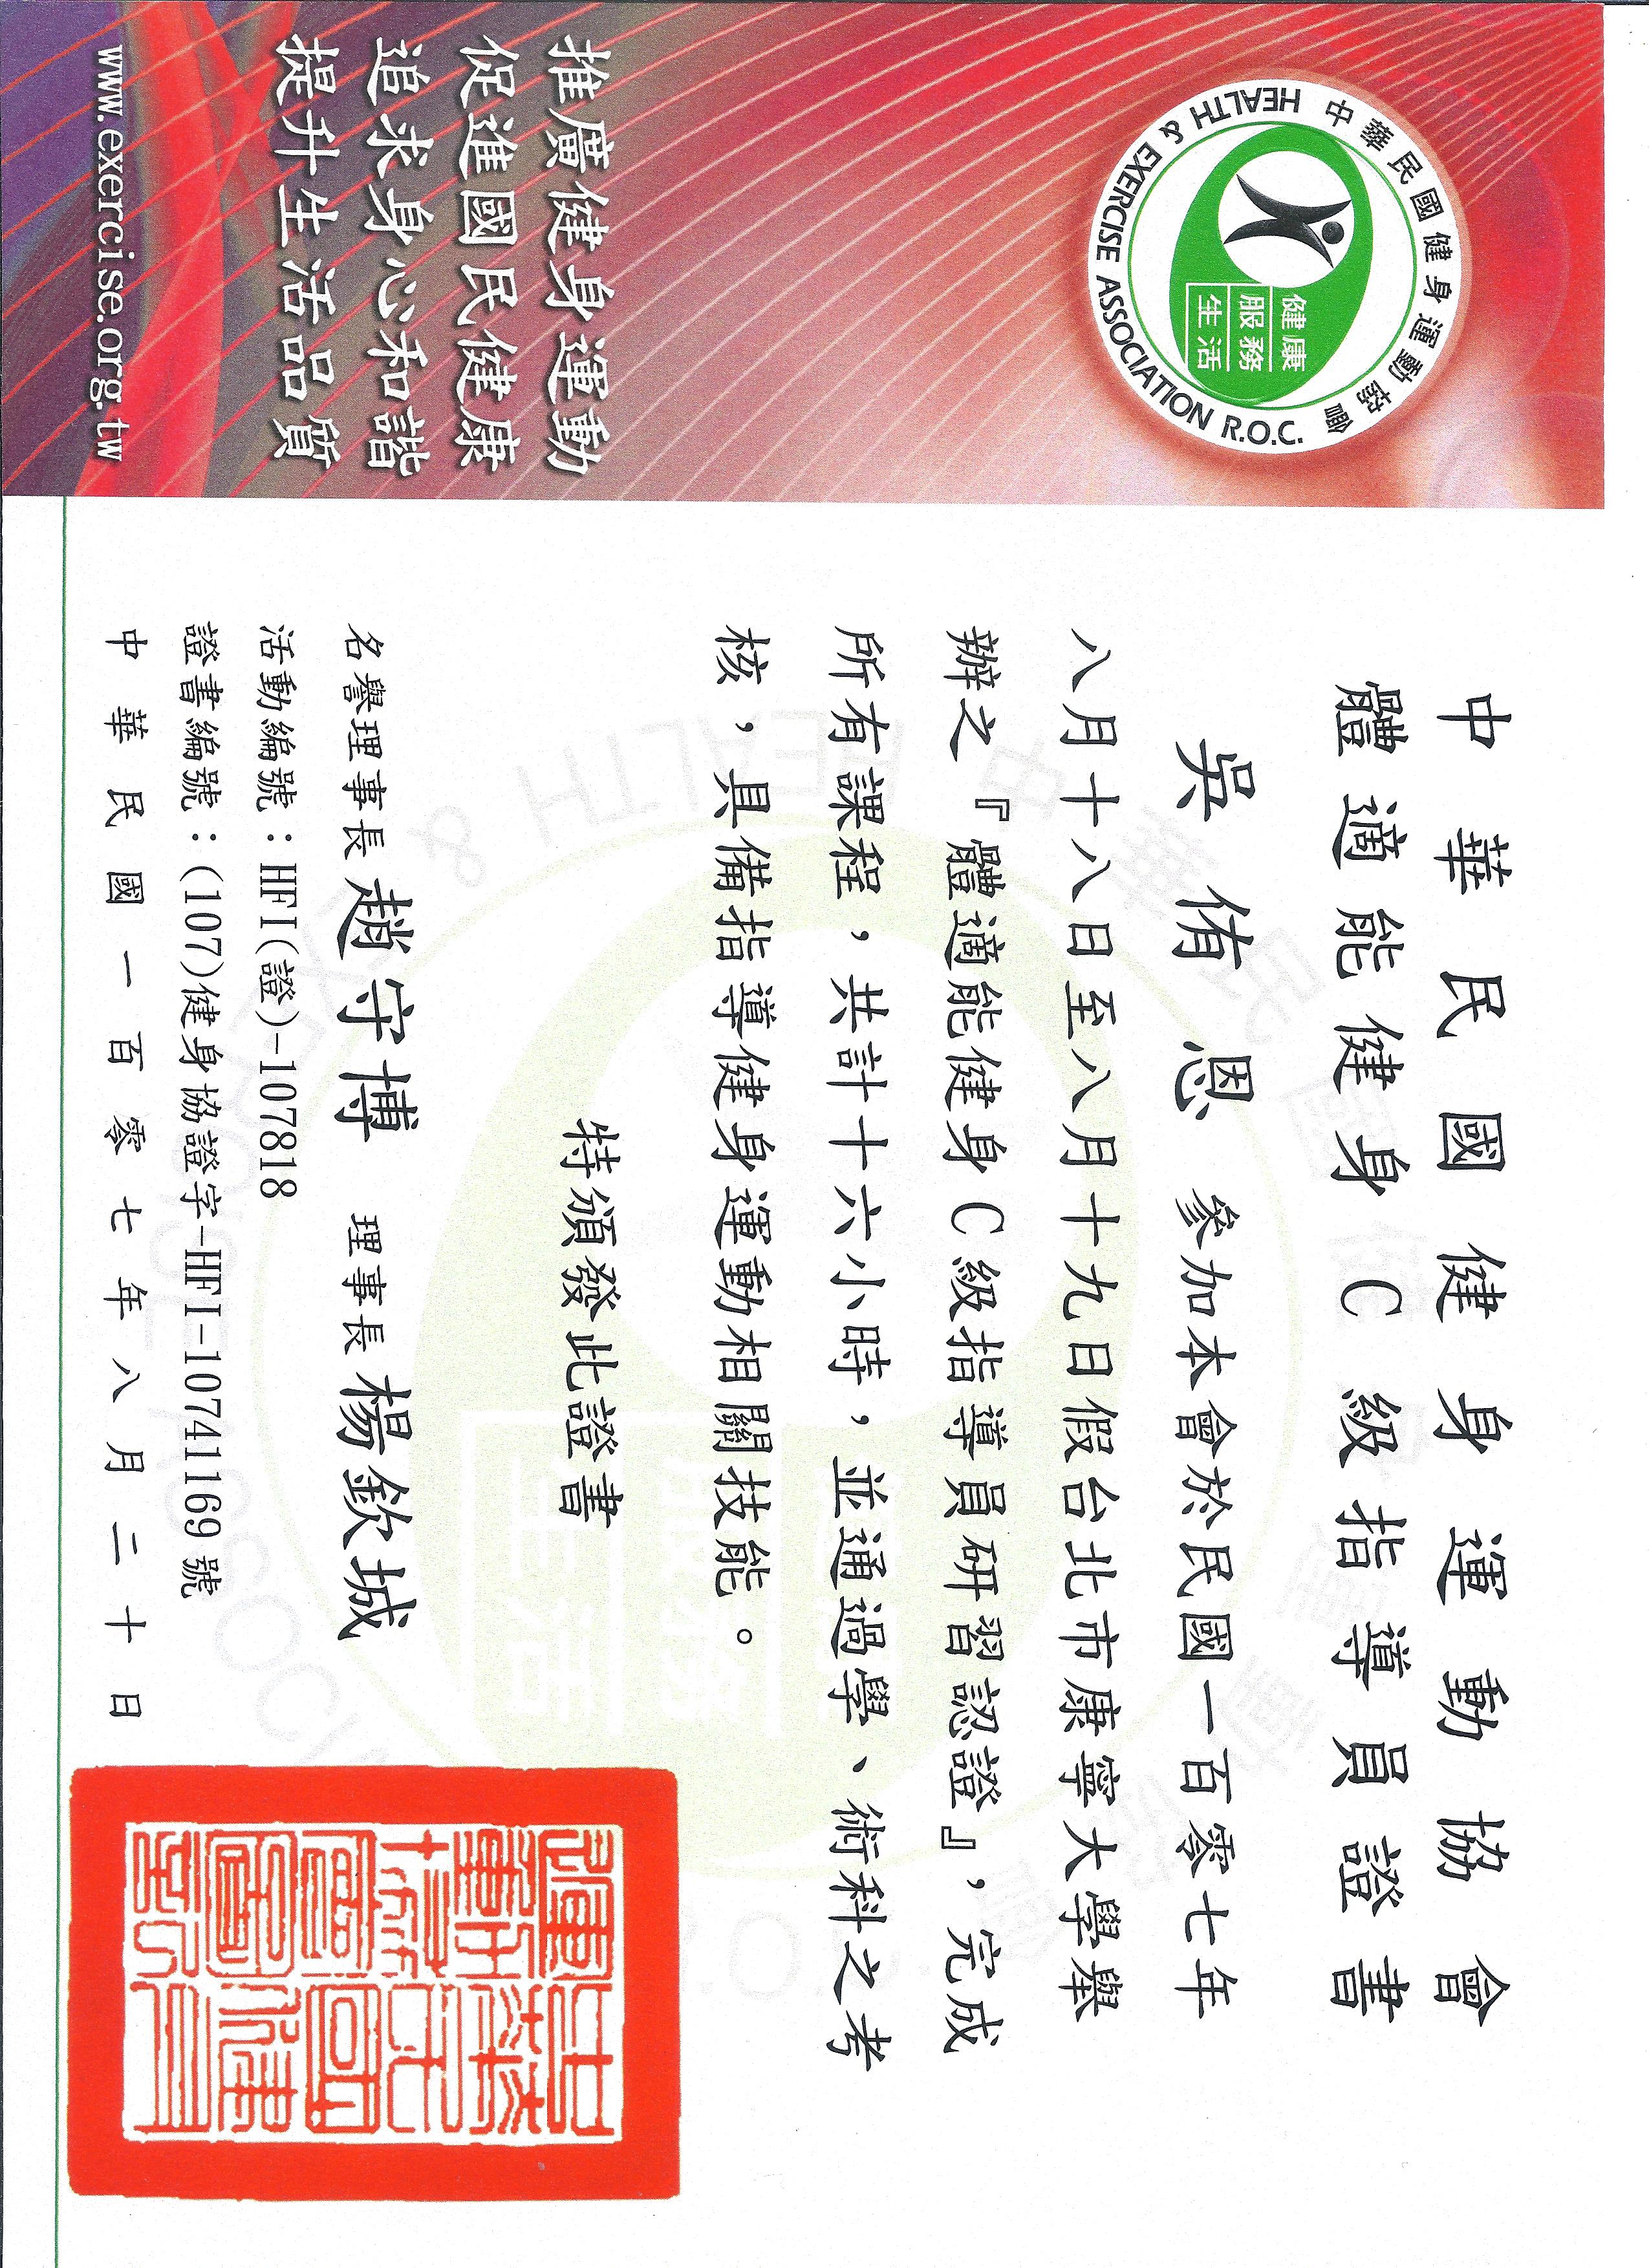 中華民國健身運動協會
HEALTH & EXERCISE ASSOCIATION R.O.C.
健康
服務
生活
推廣健身運動
促進國民健康
追求身心和諧
提升生活品質
www.exercise.org.tw
中華民國健身運動協會
體適能健身C級指導員證書
吳侑恩 參加本會於民國一百零七年
八月十八日至八月十九日假台北市康寧大學舉
辦之『體適能健身C級指導員研習認證』，完成
所有課程，共計十六小時，並通過學、術科之考
核，具備指導健身運動相關技能。
特頒發此證書
名譽理事長 趙守博 理事長 楊欽城
活動編號：HFI(證)-107818
證書編號：(107)健身協證字-HFI-10741169 號
中華民國一百零七年八月二十日
中華民國健身
運動協會圖記